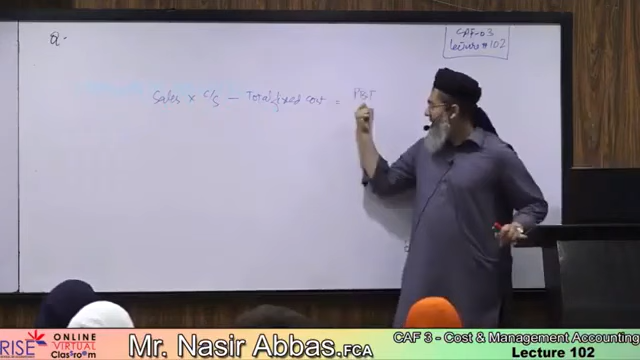 Q.
CAF-03
Lecture # 102
Sales × C/S - Total fixed cost = PBT
RISE
ONLINE
VIRTUAL
Classroom
Mr. Nasir Abbas.FCA
CAF 3 - Cost & Management Accounting
Lecture 102